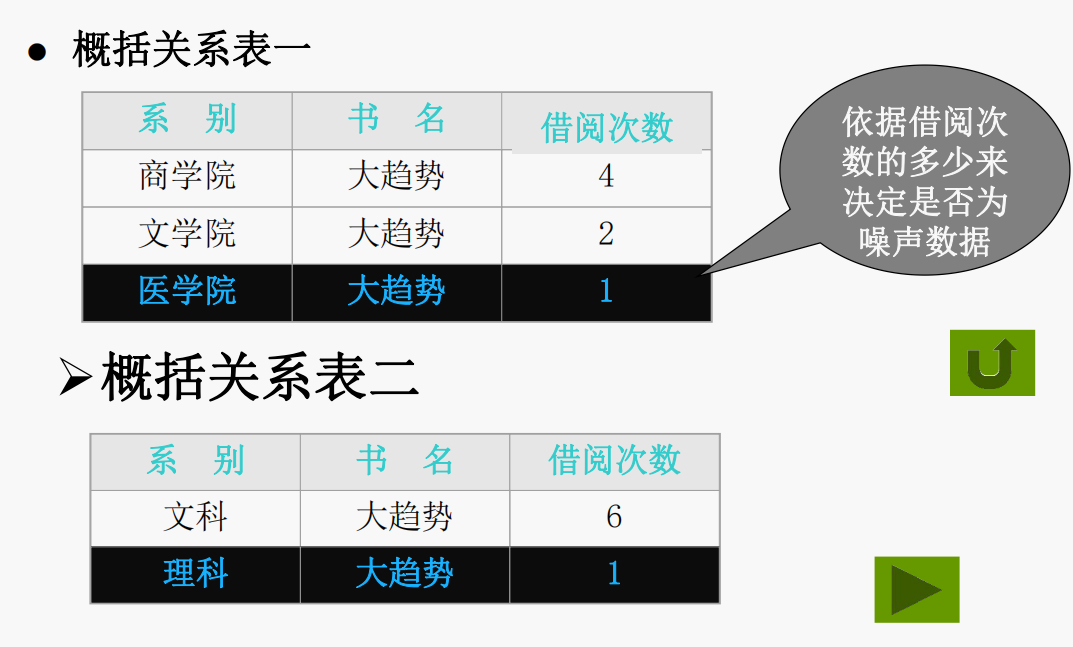 概括关系表一
系 别 书 名 借阅次数
商学院 大趋势 4
文学院 大趋势 2
医学院 大趋势 1
依据借阅次
数的多少来
决定是否为
噪声数据
概括关系表二
系 别 书 名 借阅次数
文科 大趋势 6
理科 大趋势 1